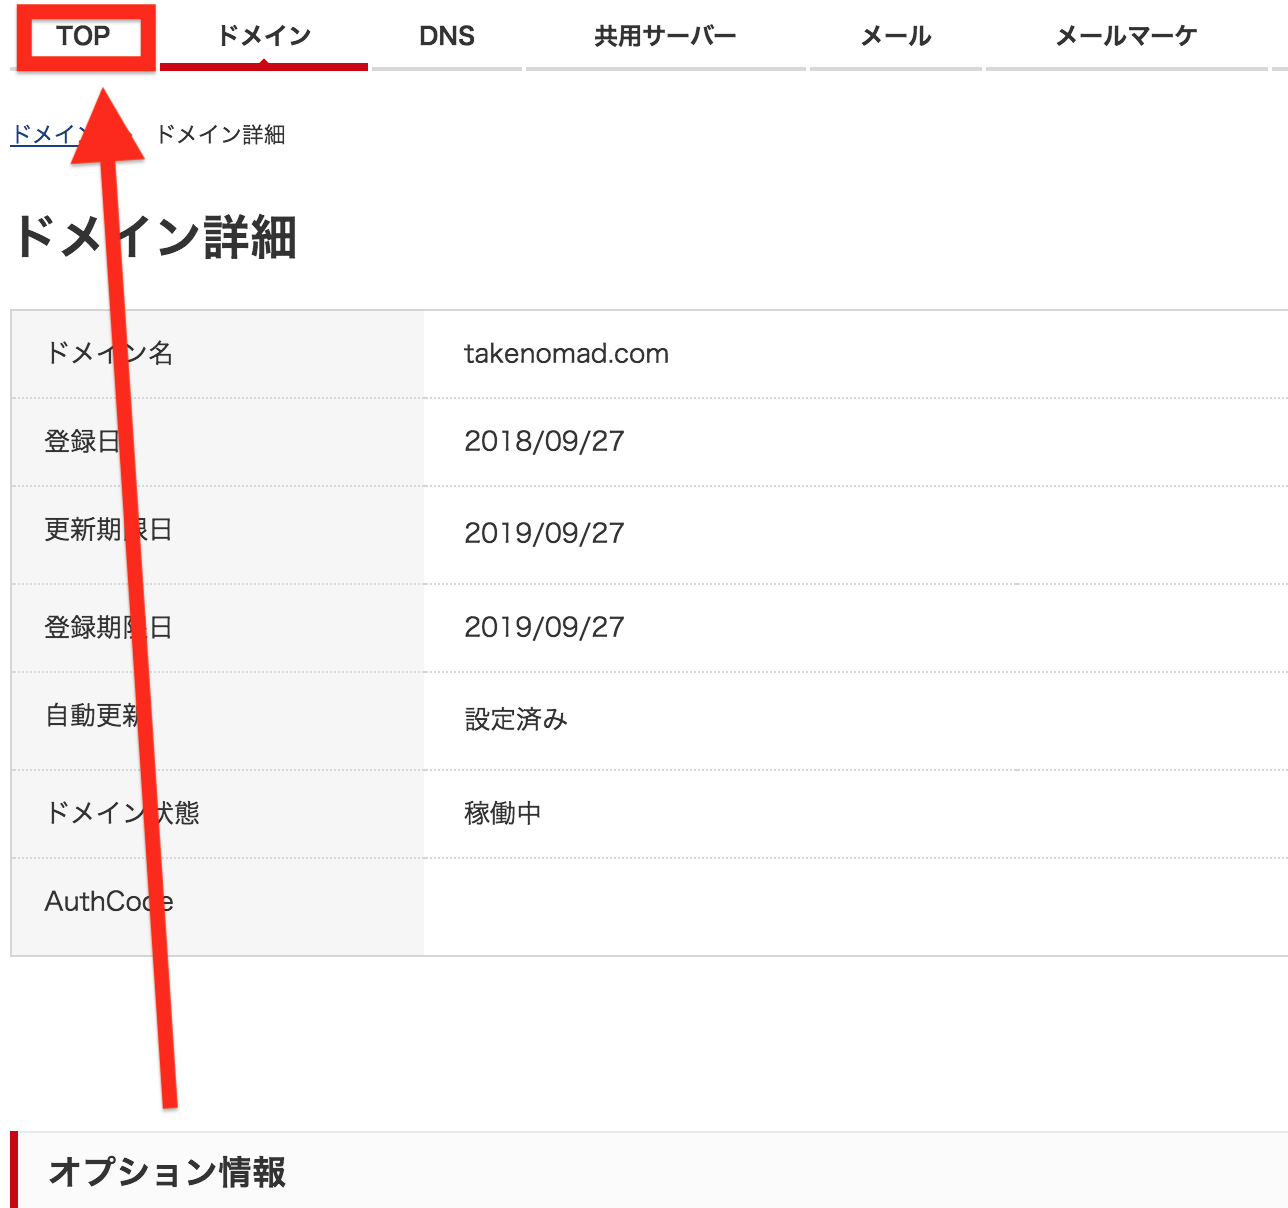 TOP ドメイン DNS 共用サーバー メール メールマーケ
ドメイン ドメイン詳細
ドメイン詳細
ドメイン名 takenomad.com
登録日 2018/09/27
更新期限日 2019/09/27
登録期限日 2019/09/27
自動更新 設定済み
ドメイン状態 稼働中
AuthCode
オプション情報